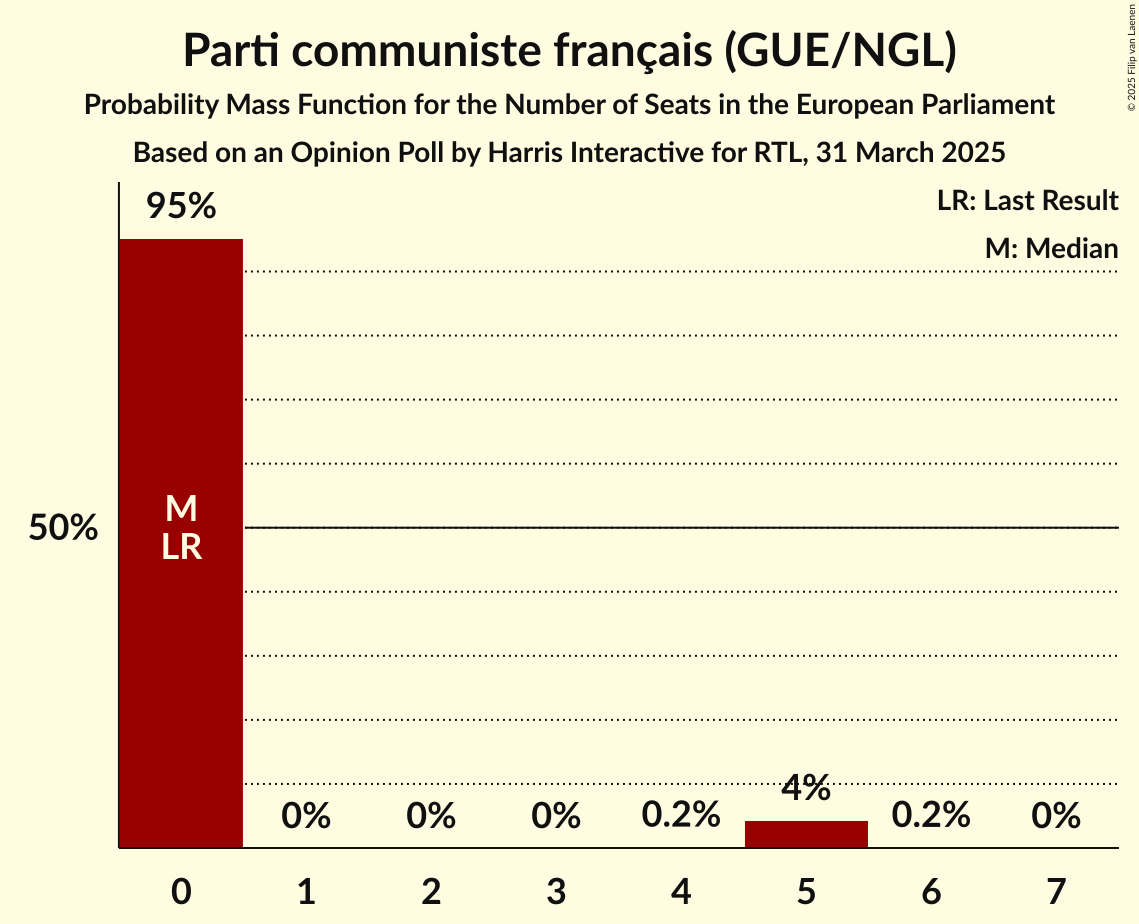 Parti communiste français (GUE/NGL)
Probability Mass Function for the Number of Seats in the European Parliament
Based on an Opinion Poll by Harris Interactive for RTL, 31 March 2025
© 2025 Filip van Laenen
LR: Last Result
M: Median
95%
50%
M
LR
0% 0% 0% 0.2% 4% 0.2% 0%
0 1 2 3 4 5 6 7